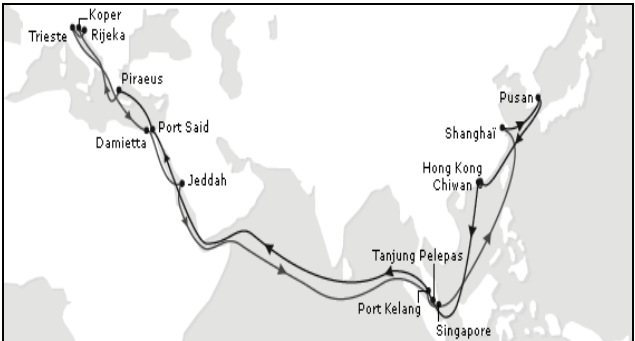 Koper
Trieste
Rijeka
Piraeus
Port Said
Damietta
Jeddah
Pusan
Shanghaï
Hong Kong
Chiwan
Tanjung Pelepas
Port Kelang
Singapore